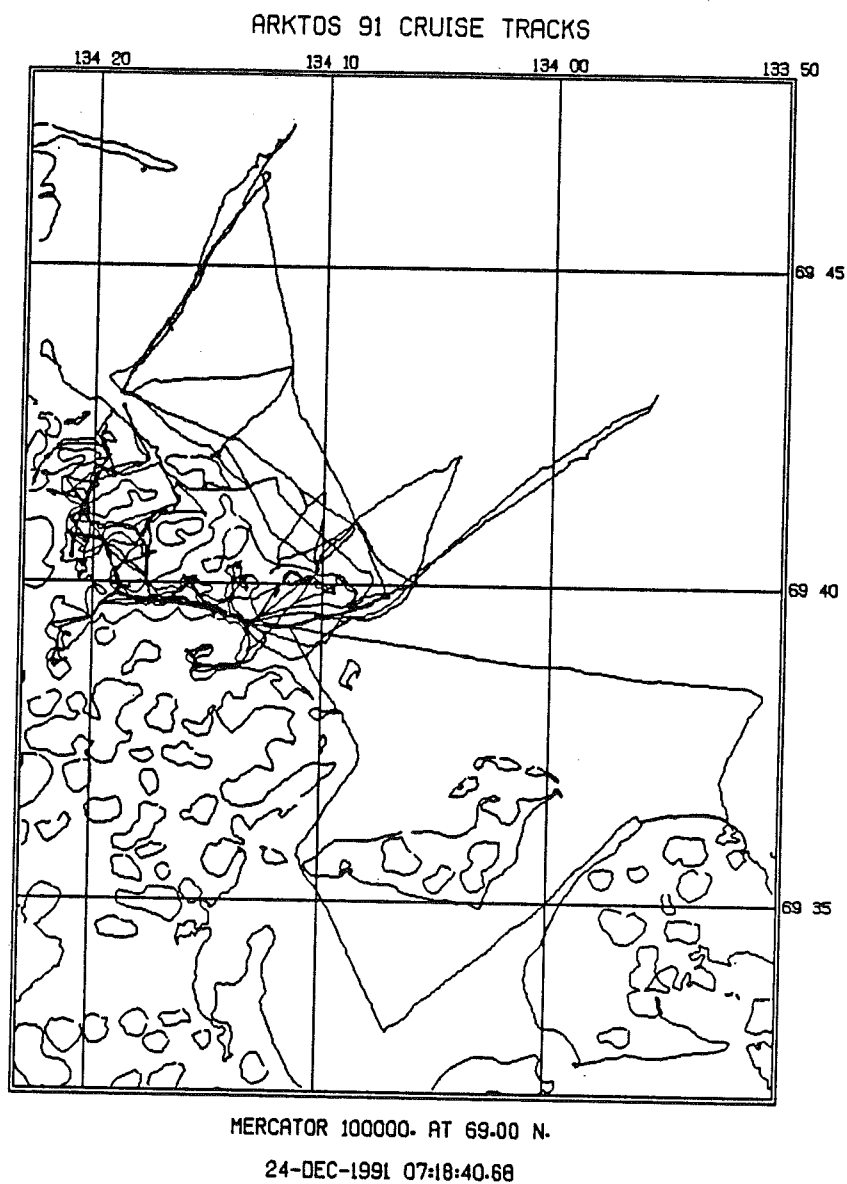 ARKTOS 91 CRUISE TRACKS
134 20 134 10 134 00 133 50
69 45
69 40
69 35
MERCATOR 100000. AT 69.00 N.
24-DEC-1991 07:18:40.68